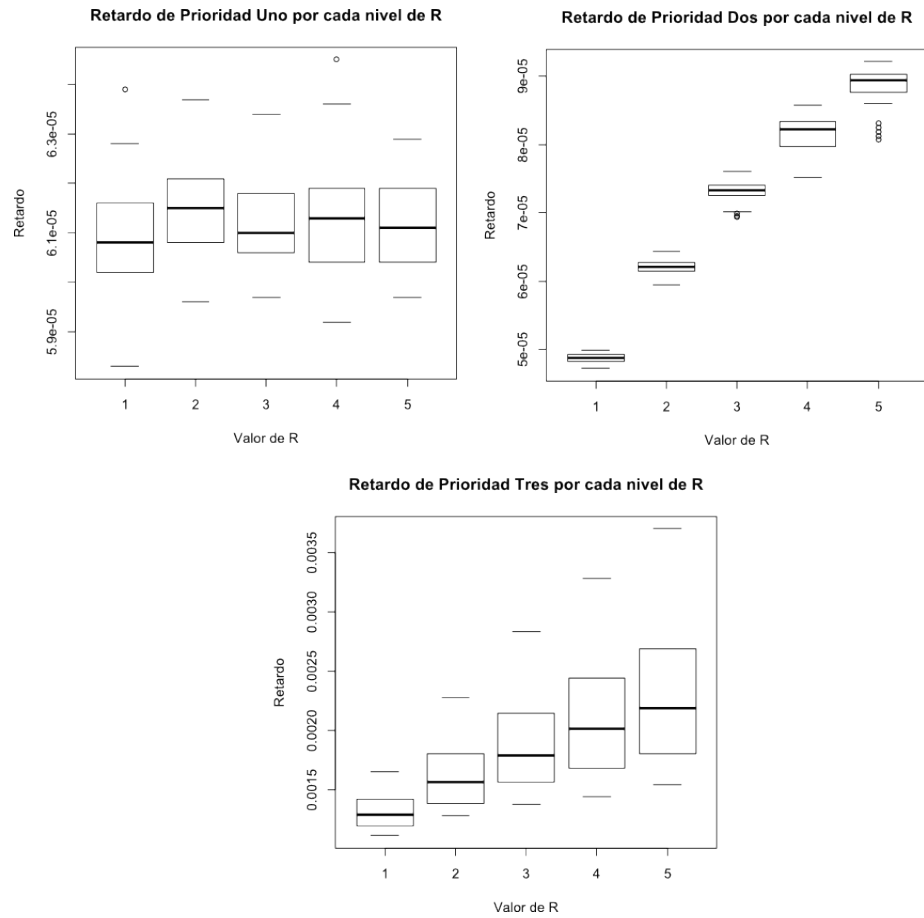 Retardo de Prioridad Uno por cada nivel de R
Retardo
6.3e-05
6.1e-05
5.9e-05
1 2 3 4 5
Valor de R
Retardo de Prioridad Dos por cada nivel de R
Retardo
9e-05
8e-05
7e-05
6e-05
5e-05
1 2 3 4 5
Valor de R
Retardo de Prioridad Tres por cada nivel de R
Retardo
0.0035
0.0030
0.0025
0.0020
0.0015
1 2 3 4 5
Valor de R